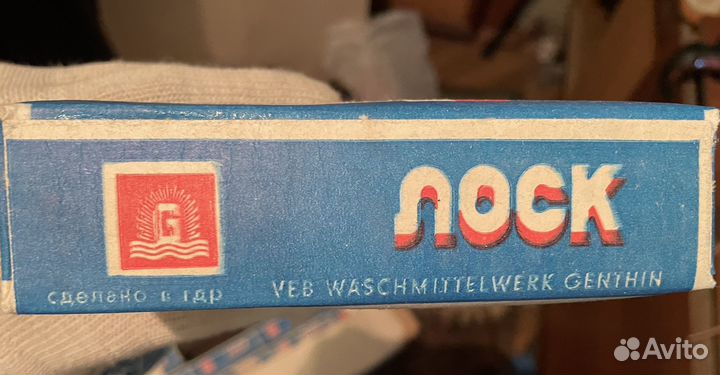 G
ЛОСК
сделано в гдр
VEB WASCHMITTELWERK GENTHIN
Avito